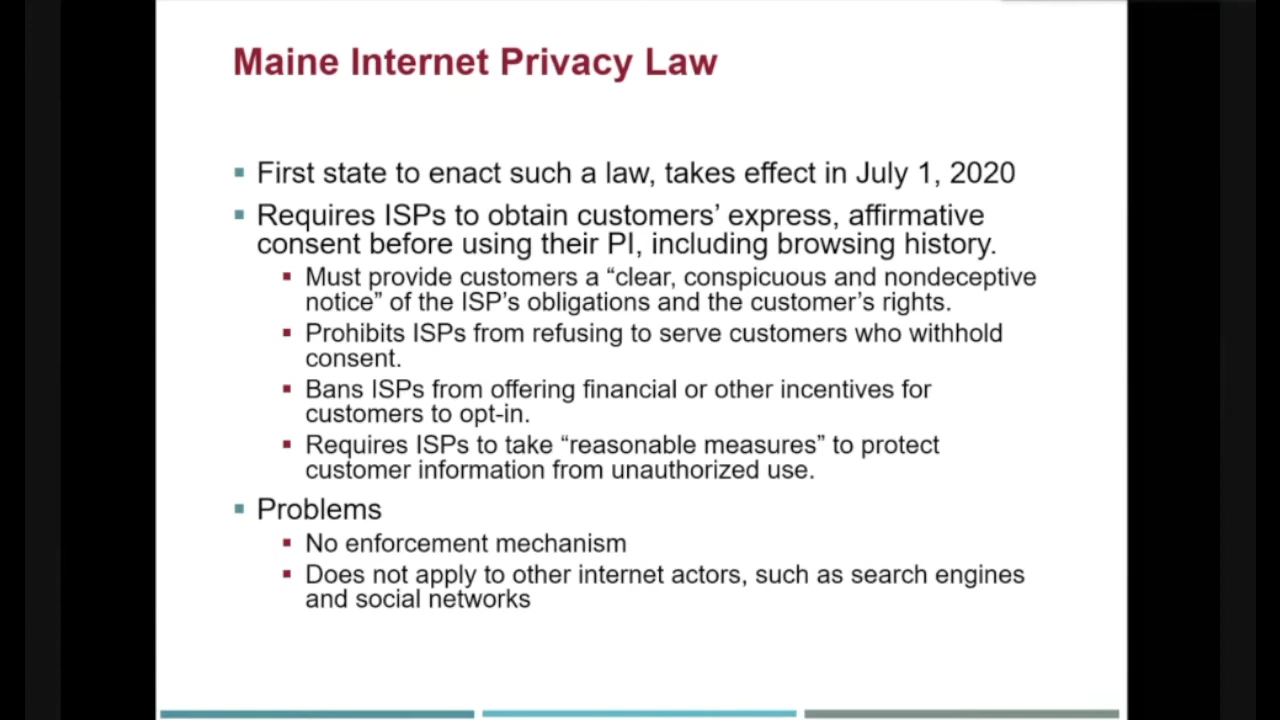 Maine Internet Privacy Law
First state to enact such a law, takes effect in July 1, 2020
Requires ISPs to obtain customers’ express, affirmative
consent before using their PI, including browsing history.
Must provide customers a “clear, conspicuous and nondeceptive
notice” of the ISP’s obligations and the customer’s rights.
Prohibits ISPs from refusing to serve customers who withhold
consent.
Bans ISPs from offering financial or other incentives for
customers to opt-in.
Requires ISPs to take “reasonable measures” to protect
customer information from unauthorized use.
Problems
No enforcement mechanism
Does not apply to other internet actors, such as search engines
and social networks